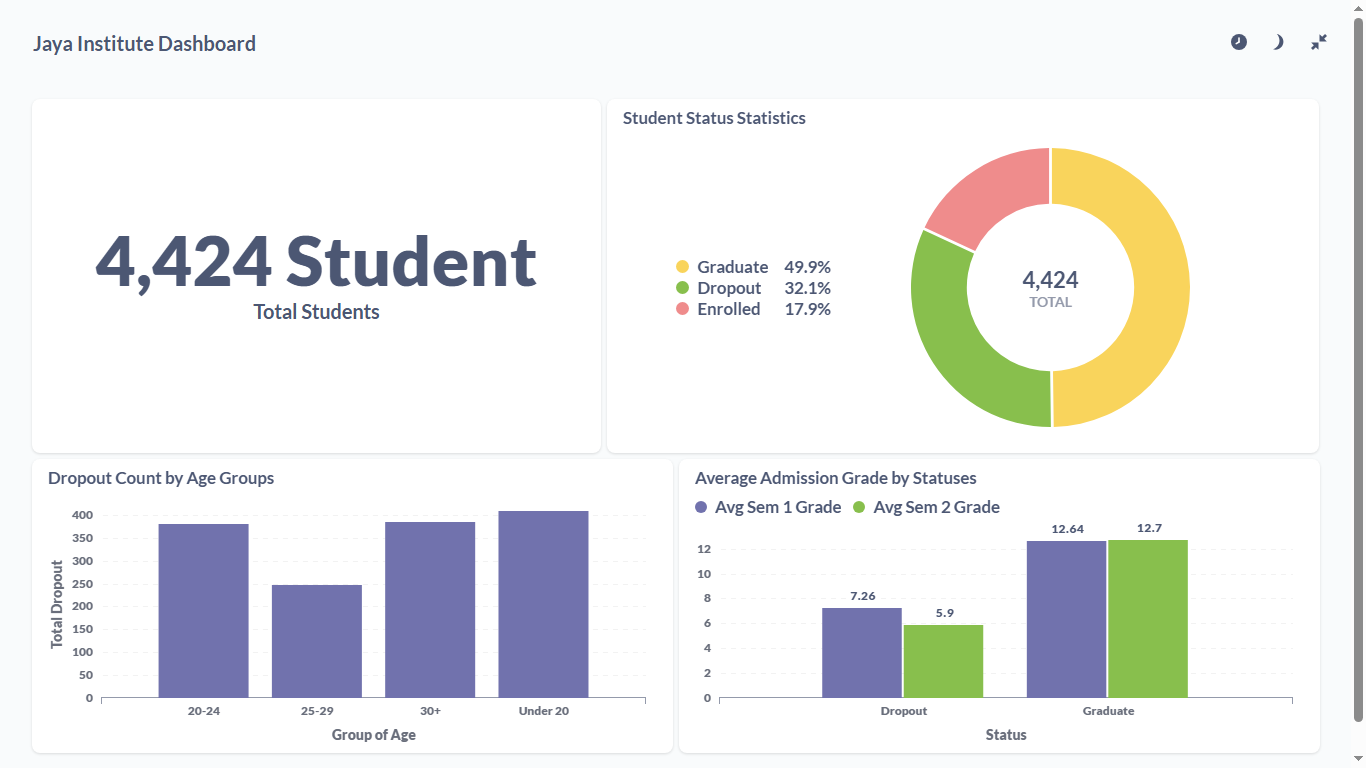 Jaya Institute Dashboard
4,424 Student
Total Students
Student Status Statistics
Graduate 49.9%
Dropout 32.1%
Enrolled 17.9%
4,424
TOTAL
Dropout Count by Age Groups
Total Dropout
400
350
300
250
200
150
100
50
0
20-24 25-29 30+ Under 20
Group of Age
Average Admission Grade by Statuses
Avg Sem 1 Grade Avg Sem 2 Grade
12
10
8
6
4
2
0
7.26
5.9
12.64
12.7
Dropout Graduate
Status